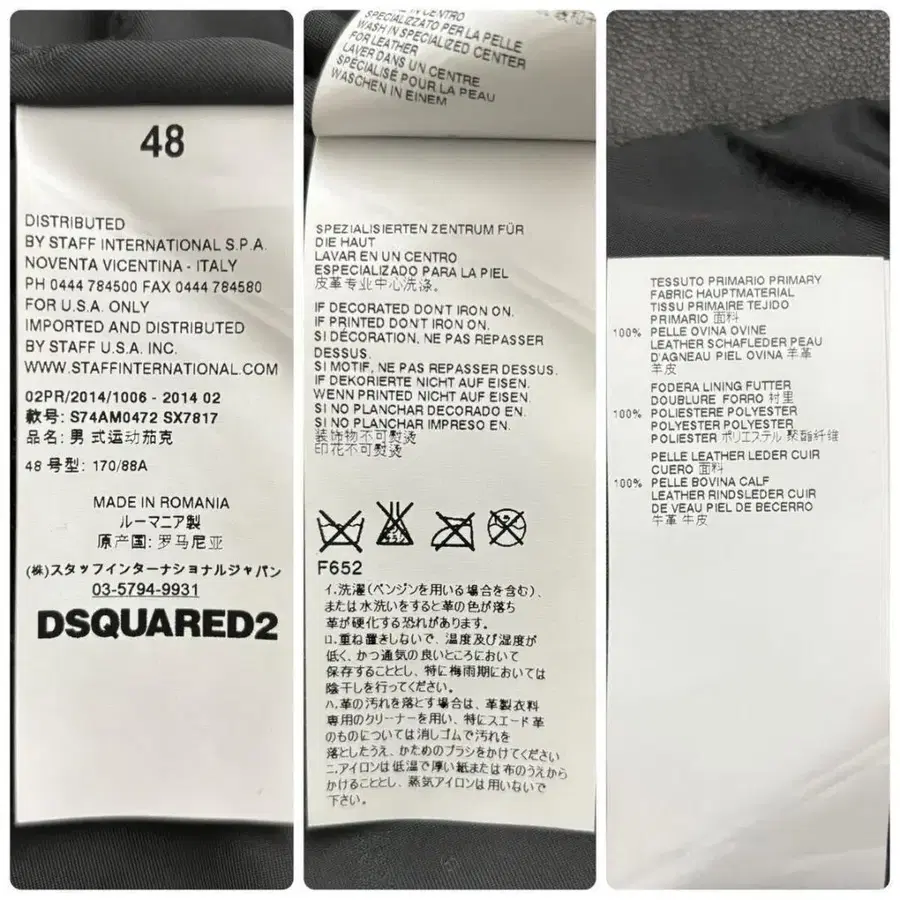 48
DISTRIBUTED
BY STAFF INTERNATIONAL S.P.A.
NOVENTA VICENTINA - ITALY
PH 0444 784500 FAX 0444 784580
FOR U.S.A. ONLY
IMPORTED AND DISTRIBUTED
BY STAFF U.S.A. INC.
WWW.STAFFINTERNATIONAL.COM
02PR/2014/1006 - 2014 02
款号: S74AM0472 SX7817
品名: 男式运动茄克
48 号型: 170/88A
MADE IN ROMANIA
ルーマニア製
原产国: 罗马尼亚
(株)スタッフインターナショナルジャパン
03-5794-9931
DSQUARED2
IN CENTRO
SPECIALIZZATO PER LA PELLE
WASH IN SPECIALIZED CENTER
FOR LEATHER
LAVER DANS UN CENTRE
SPÉCIALISÉ POUR LA PEAU
WASCHEN IN EINEM
SPEZIALISIERTEN ZENTRUM FÜR
DIE HAUT
LAVAR EN UN CENTRO
ESPECIALIZADO PARA LA PIEL
皮革专业中心洗涤。
IF DECORATED DON'T IRON ON.
IF PRINTED DON'T IRON ON.
SI DÉCORATION, NE PAS REPASSER
DESSUS.
SI MOTIF, NE PAS REPASSER DESSUS.
IF DEKORIERTE NICHT AUF EISEN.
WENN PRINTED NICHT AUF EISEN.
SI NO PLANCHAR DECORADO EN.
SI NO PLANCHAR IMPRESO EN.
装饰物不可熨烫
印花不可熨烫
F652
イ.洗濯(ベンジンを用いる場合を含む)、
または水洗いをすると革の色が落ち
革が硬化する恐れがあります。
ロ.重ね置きしないで、温度及び湿度が
低く、かつ通気の良いところにおいて
保存することとし、特に梅雨期においては
陰干しを行ってください。
ハ.革の汚れを落とす場合は、革製衣料
専用のクリーナーを用い、特にスエード革
のものについては消しゴムで汚れを
落としたうえ、かためのブラシをかけてください
ニ.アイロンは低温で厚い紙または布のうえから
かけることとし、蒸気アイロンは用いないで
下さい。
TESSUTO PRIMARIO PRIMARY
FABRIC HAUPTMATERIAL
TISSU PRIMAIRE TEJIDO
PRIMARIO 面料
100% PELLE OVINA OVINE
LEATHER SCHAFLEDER PEAU
D'AGNEAU PIEL OVINA 羊革
羊皮
FODERA LINING FUTTER
DOUBLURE FORRO 村里
100% POLIESTERE POLYESTER
POLYESTER POLYESTER
POLIESTER ポリエステル 聚酯纤维
PELLE LEATHER LEDER CUIR
CUERO 面料
100% PELLE BOVINA CALF
LEATHER RINDSLEDER CUIR
DE VEAU PIEL DE BECERRO
牛革 牛皮